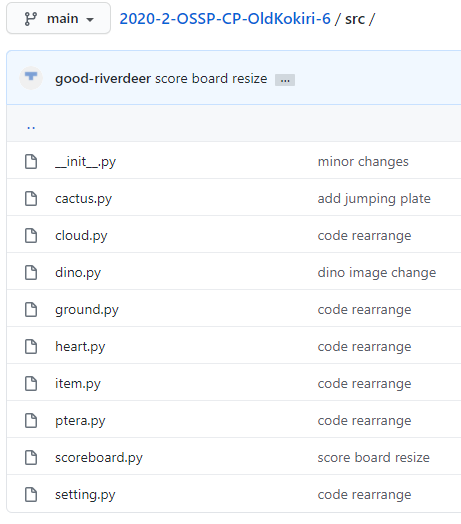 main
2020-2-OSSP-CP-OldKokiri-6 / src /
good-riverdeer score board resize ...
..
__init__.py minor changes
cactus.py add jumping plate
cloud.py code rearrange
dino.py dino image change
ground.py code rearrange
heart.py code rearrange
item.py code rearrange
ptera.py code rearrange
scoreboard.py score board resize
setting.py code rearrange